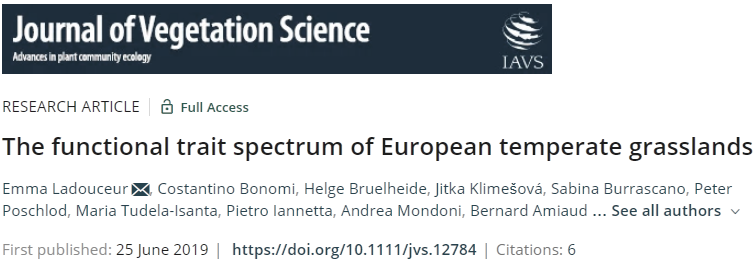 Journal of Vegetation Science
Advances in plant community ecology
IAVS
RESEARCH ARTICLE | Full Access
The functional trait spectrum of European temperate grasslands
Emma Ladouceur, Costantino Bonomi, Helge Bruelheide, Jitka Klimešová, Sabina Burrascano, Peter
Poschlod, Maria Tudela-Isanta, Pietro Iannetta, Andrea Mondoni, Bernard Amiaud ... See all authors
First published: 25 June 2019 | https://doi.org/10.1111/jvs.12784 | Citations: 6